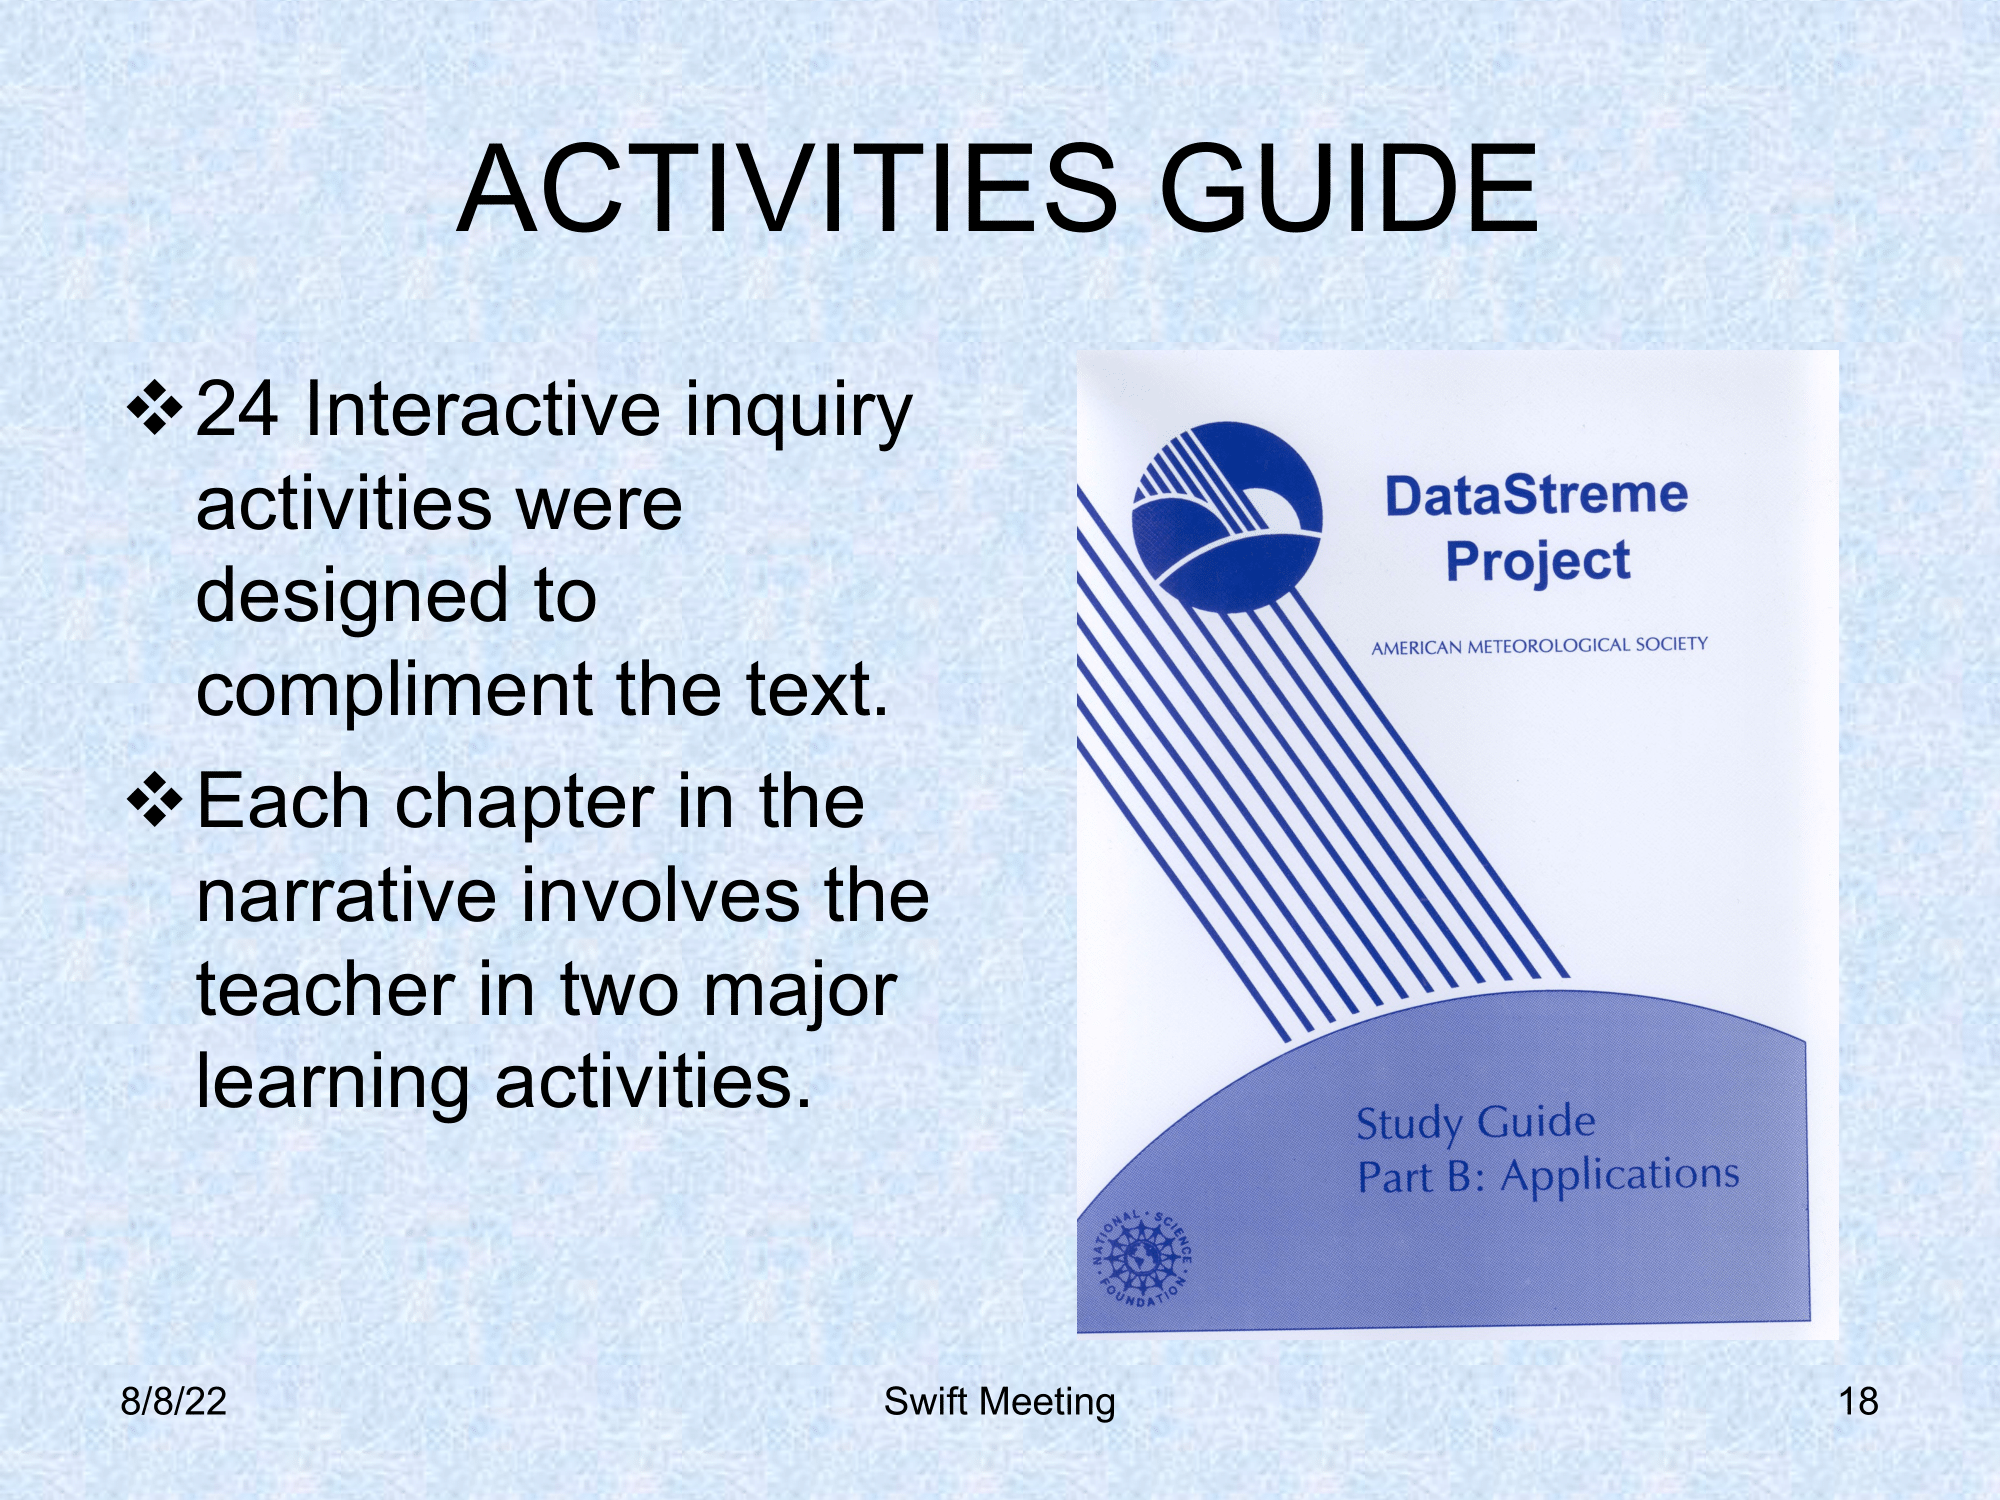 ACTIVITIES GUIDE
❖24 Interactive inquiry
activities were
designed to
compliment the text.
❖Each chapter in the
narrative involves the
teacher in two major
learning activities.
DataStreme
Project
AMERICAN METEOROLOGICAL SOCIETY
Study Guide
Part B: Applications
NATIONAL • SCIENCE • FOUNDATION •
8/8/22
Swift Meeting
18